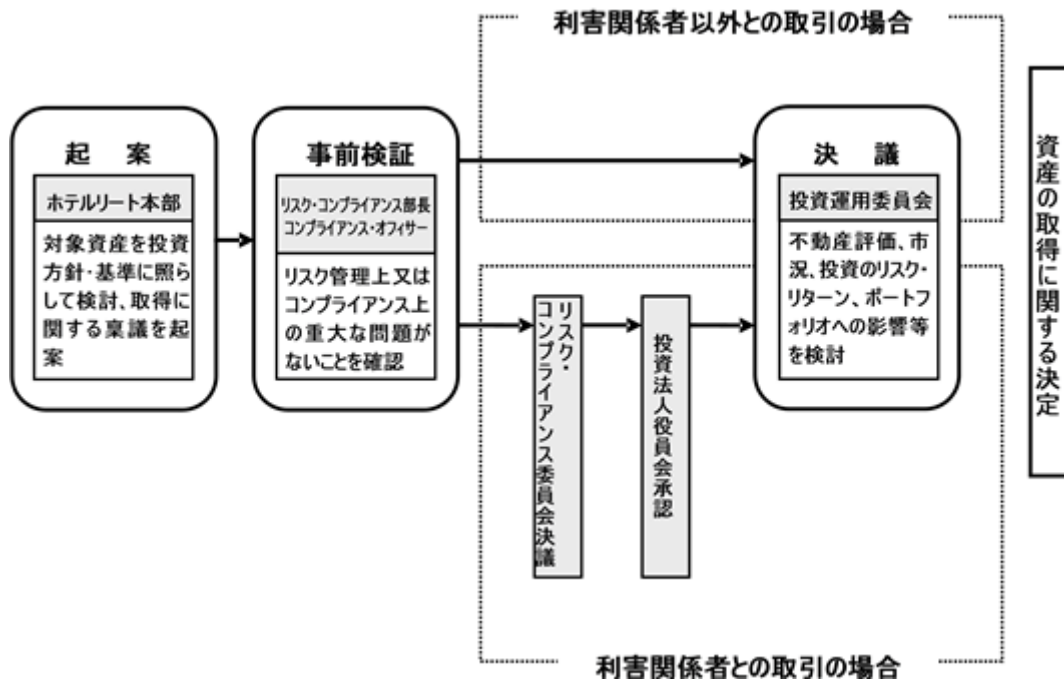 利害関係者以外との取引の場合
起 案
ホテルリート本部
対象資産を投資
方針・基準に照ら
して検討、取得に
関する稟議を起
案
事前検証
リスク・コンプライアンス部長
コンプライアンス・オフィサー
リスク管理上又は
コンプライアンス上
の重大な問題が
ないことを確認
リスク・
コンプライアンス委員会決議
投資法人役員会承認
決 議
投資運用委員会
不動産評価、市
況、投資のリスク・
リターン、ポートフ
ォリオへの影響等
を検討
資産の取得に関する決定
利害関係者との取引の場合